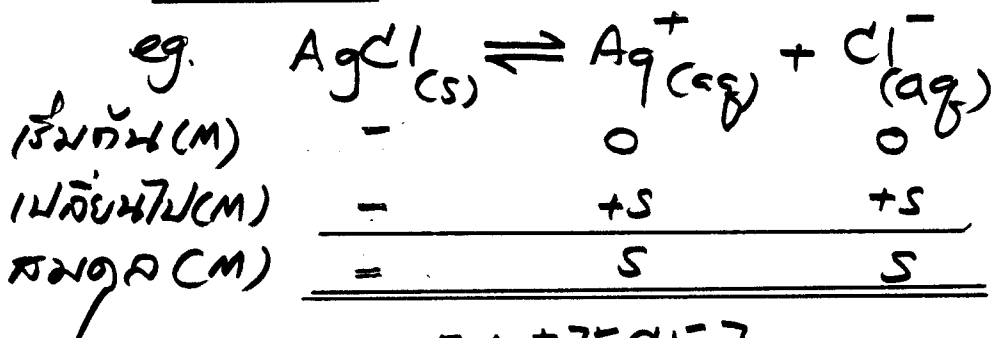 eg. AgCl(s) ⇌ Ag⁺(aq) + Cl⁻(aq)
เริ่มต้น (M) - 0 0
เปลี่ยนไป (M) - +s +s
สมดุล (M) = s s